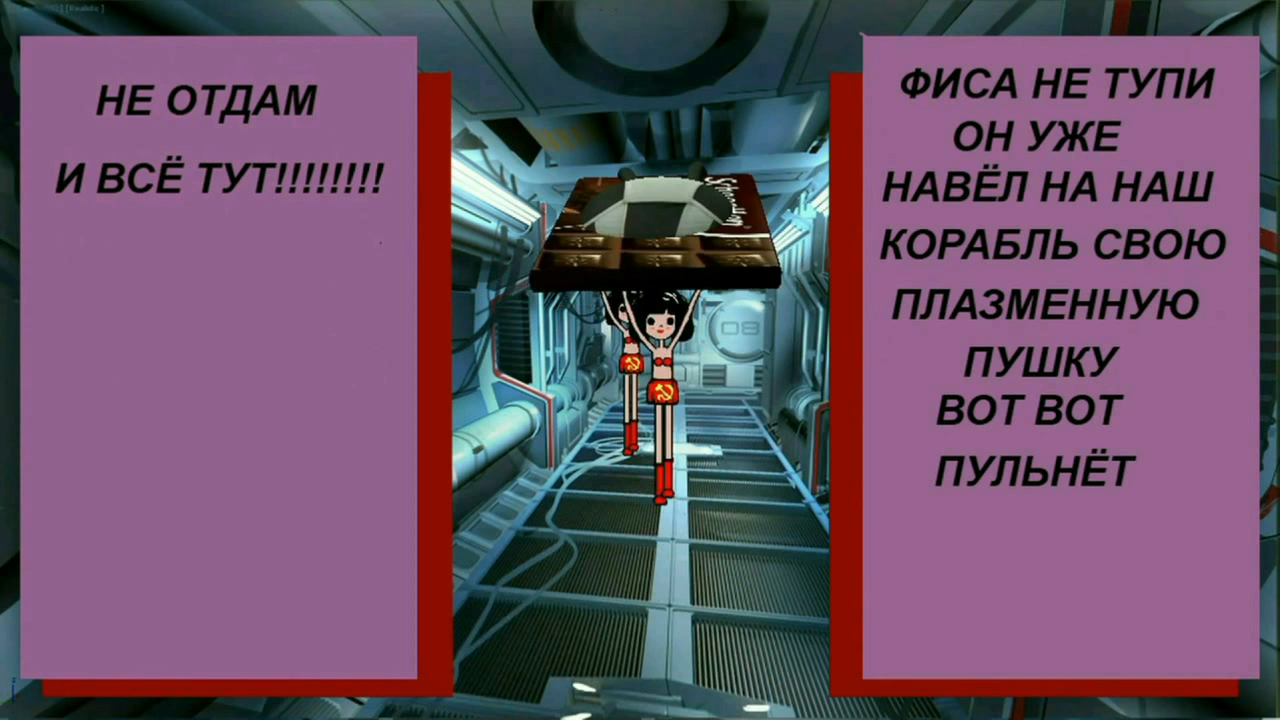 НЕ ОТДАМ
И ВСЁ ТУТ!!!!!!!!
ФИСА НЕ ТУПИ
ОН УЖЕ
НАВЁЛ НА НАШ
КОРАБЛЬ СВОЮ
ПЛАЗМЕННУЮ
ПУШКУ
ВОТ ВОТ
ПУЛЬНЁТ
08